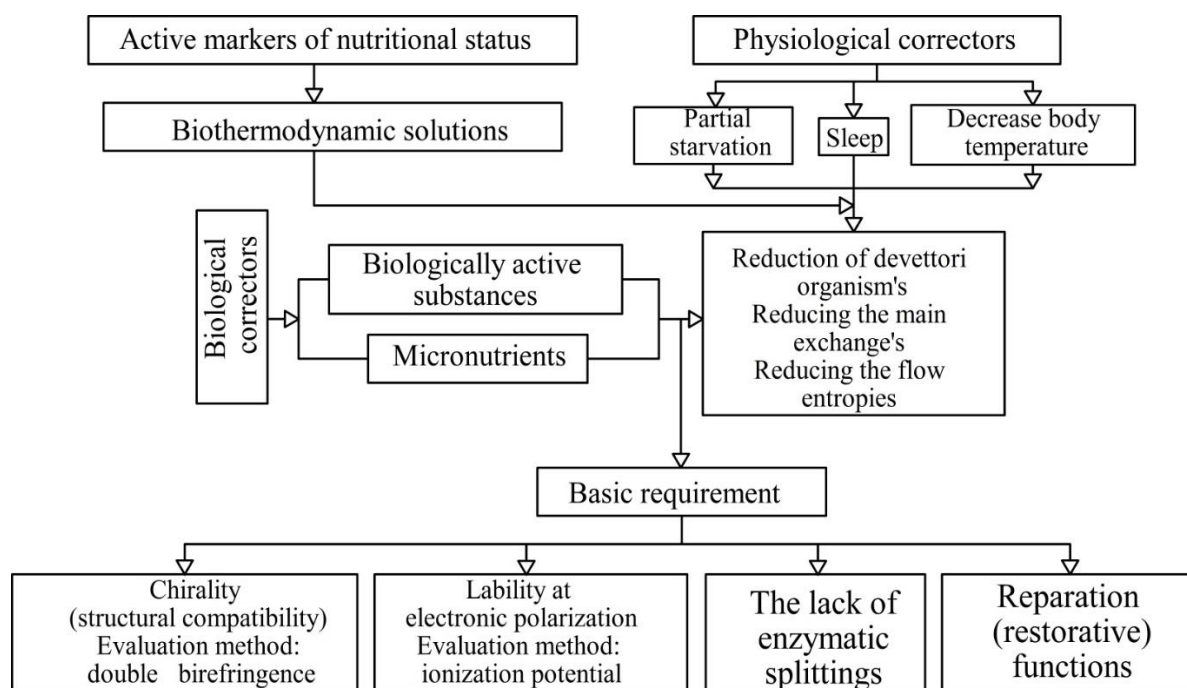 Active markers of nutritional status
Physiological correctors
Biothermodynamic solutions
Partial
starvation
Sleep
Decrease body
temperature
Biological
correctors
Biologically active
substances
Micronutrients
Reduction of devettori
organism's
Reducing the main
exchange's
Reducing the flow
entropies
Basic requirement
Chirality
(structural compatibility)
Evaluation method:
double birefringence
Lability at
electronic polarization
Evaluation method:
ionization potential
The lack of
enzymatic
splittings
Reparation
(restorative)
functions